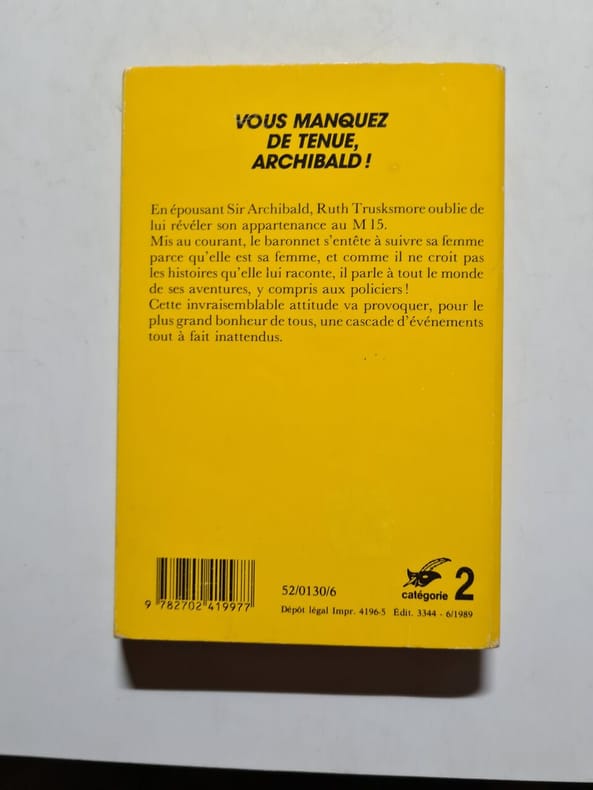 VOUS MANQUEZ
DE TENUE,
ARCHIBALD !
En épousant Sir Archibald, Ruth Trusksmore oublie de
lui révéler son appartenance au M 15.
Mis au courant, le baronnet s'entête à suivre sa femme
parce qu'elle est sa femme, et comme il ne croit pas
les histoires qu'elle lui raconte, il parle à tout le monde
de ses aventures, y compris aux policiers !
Cette invraisemblable attitude va provoquer, pour le
plus grand bonheur de tous, une cascade d'événements
tout à fait inattendus.
9 782702 419977
52/0130/6
Dépôt légal Impr. 4196-5 Édit. 3344 - 6/1989
catégorie 2